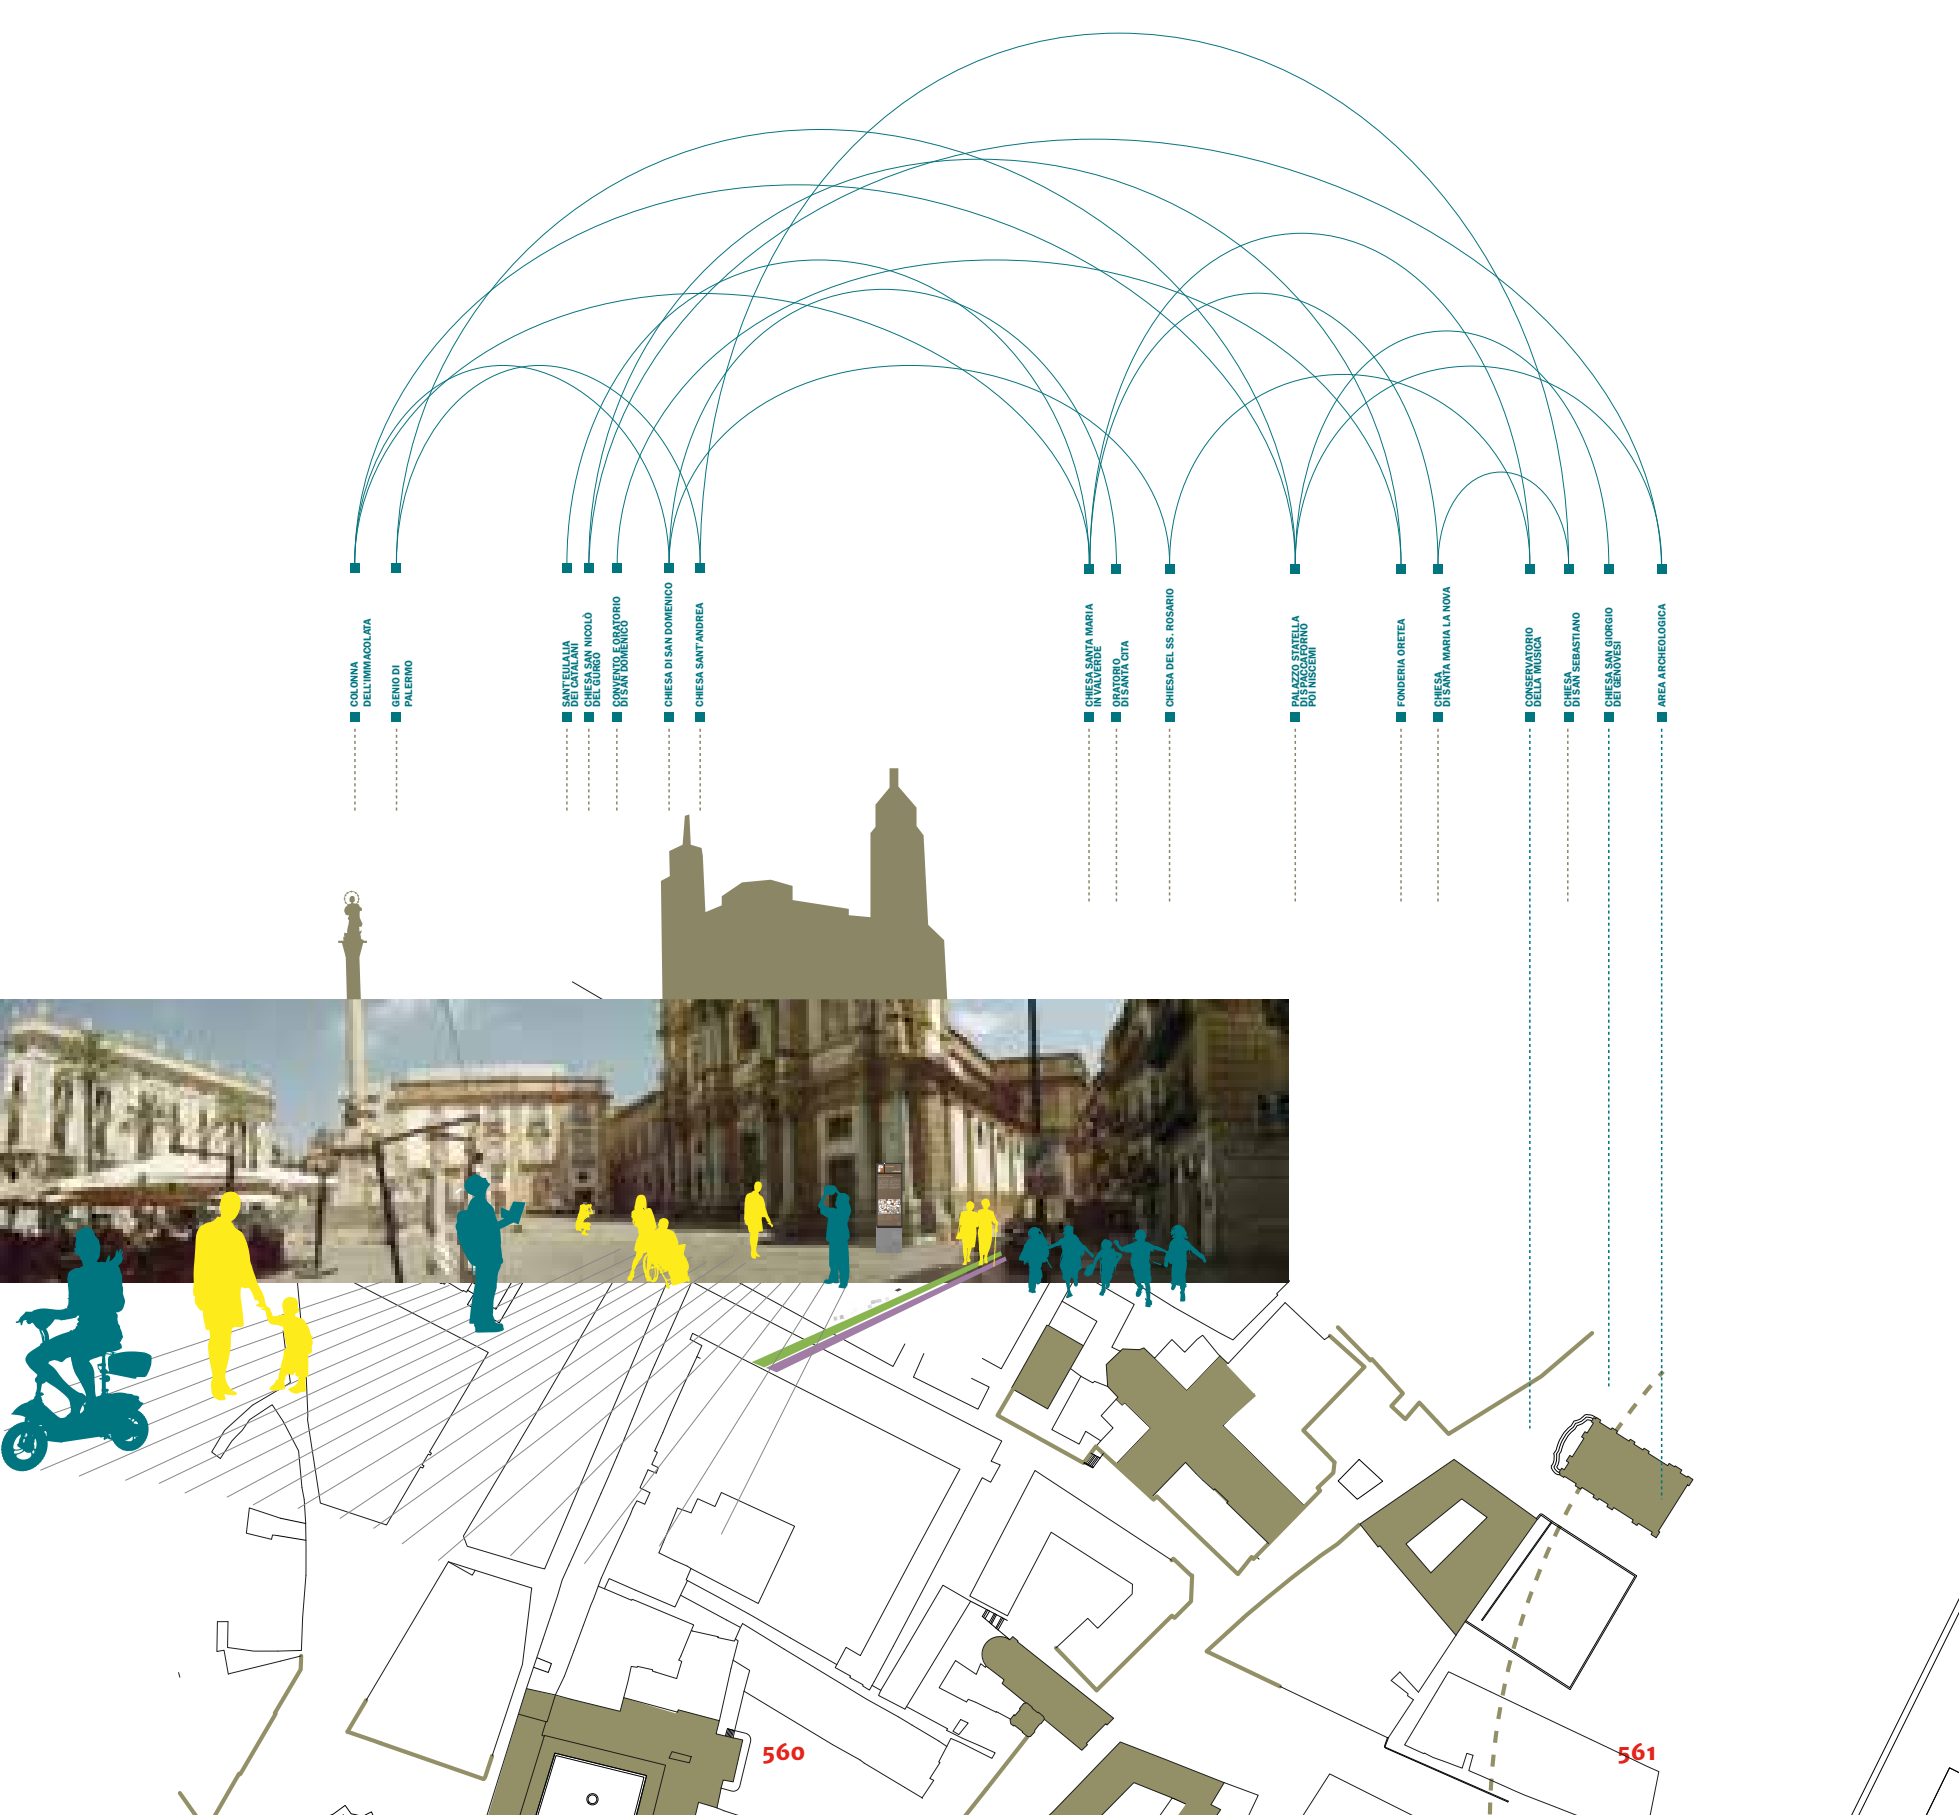 COLONNA
DELL'IMMACOLATA
GENIO DI
PALERMO
SANT'EULALIA
DEI CATALANI
CHIESA SAN NICOLÒ
DEL GURGO
CONVENTO E ORATORIO
DI SAN DOMENICO
CHIESA DI SAN DOMENICO
CHIESA SANT'ANDREA
CHIESA SANTA MARIA
IN VALVERDE
ORATORIO
DI SANTA CITA
CHIESA DEL SS. ROSARIO
PALAZZO STATELLA
DI SPACCAFORNO
POI NISCEMI
FONDERIA ORETEA
CHIESA
DI SANTA MARIA LA NOVA
CONSERVATORIO
DELLA MUSICA
CHIESA
DI SAN SEBASTIANO
CHIESA SAN GIORGIO
DEI GENOVESI
AREA ARCHEOLOGICA
560
561